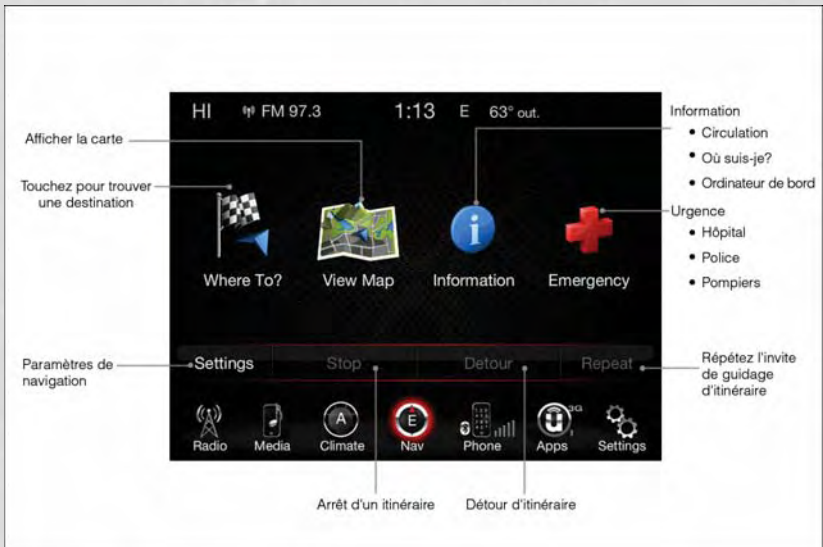 HI FM 97.3 1:13 E 63° out.
Information
• Circulation
• Où suis-je?
• Ordinateur de bord
Afficher la carte
Touchez pour trouver
une destination
Urgence
• Hôpital
• Police
• Pompiers
Where To? View Map Information Emergency
i
Paramètres de
navigation
Settings Stop Detour Repeat
Répétez l'invite
de guidage
d'itinéraire
A E u 3G
Radio Media Climate Nav Phone Apps Settings
Arrêt d'un itinéraire Détour d'itinéraire